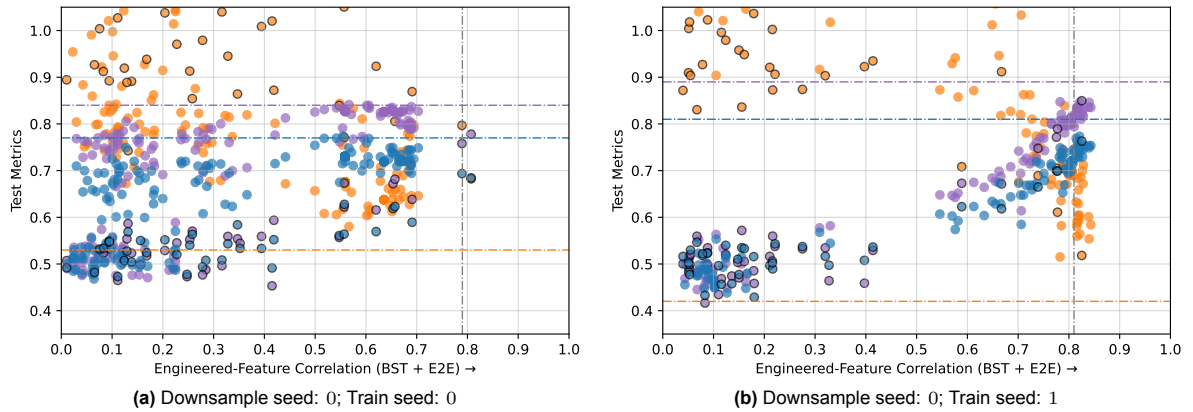 1.0
0.9
0.8
0.7
0.6
0.5
0.4
Test Metrics
0.0 0.1 0.2 0.3 0.4 0.5 0.6 0.7 0.8 0.9 1.0
Engineered-Feature Correlation (BST + E2E) →
(a) Downsample seed: 0; Train seed: 0
1.0
0.9
0.8
0.7
0.6
0.5
0.4
Test Metrics
0.0 0.1 0.2 0.3 0.4 0.5 0.6 0.7 0.8 0.9 1.0
Engineered-Feature Correlation (BST + E2E) →
(b) Downsample seed: 0; Train seed: 1